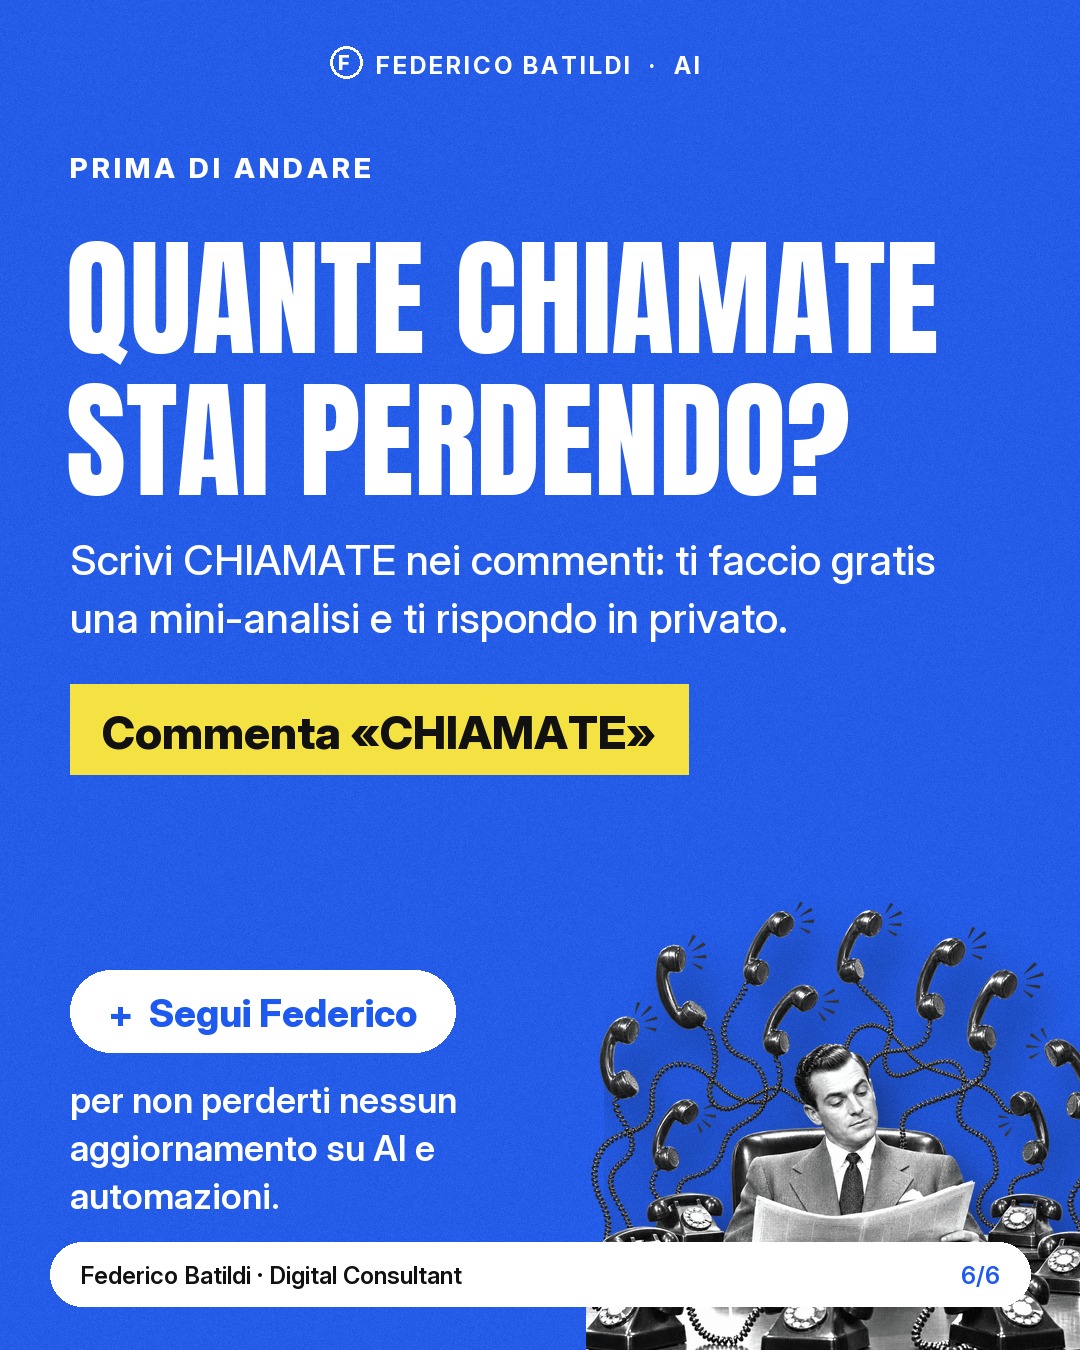 F FEDERICO BATILDI · AI
PRIMA DI ANDARE
QUANTE CHIAMATE
STAI PERDENDO?
Scrivi CHIAMATE nei commenti: ti faccio gratis
una mini-analisi e ti rispondo in privato.
Commenta «CHIAMATE»
+ Segui Federico
per non perderti nessun
aggiornamento su AI e
automazioni.
Federico Batildi · Digital Consultant 6/6